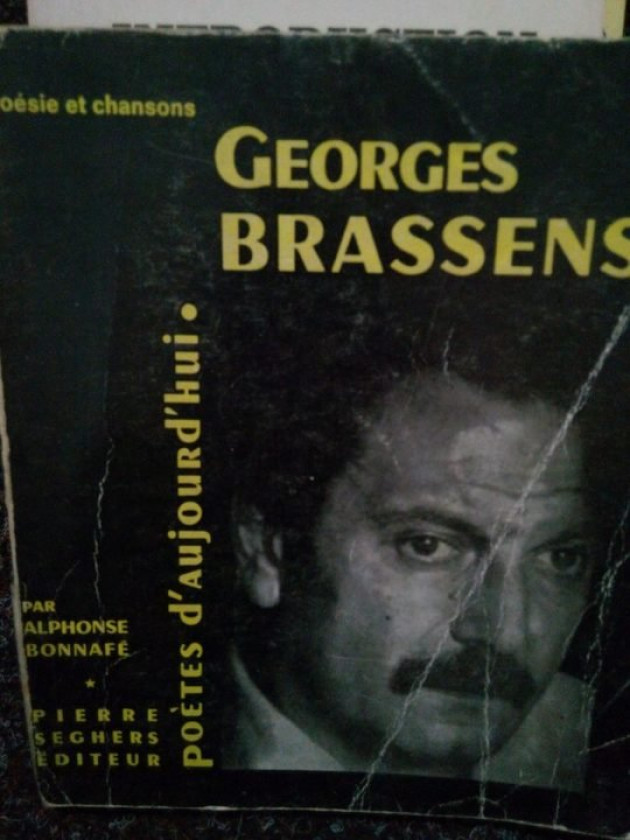 oésie et chansons
GEORGES
BRASSENS
POÈTES d'AUJOURd'HUI
PAR
ALPHONSE
BONNAFÉ
★
PIERRE
SEGHERS
ÉDITEUR